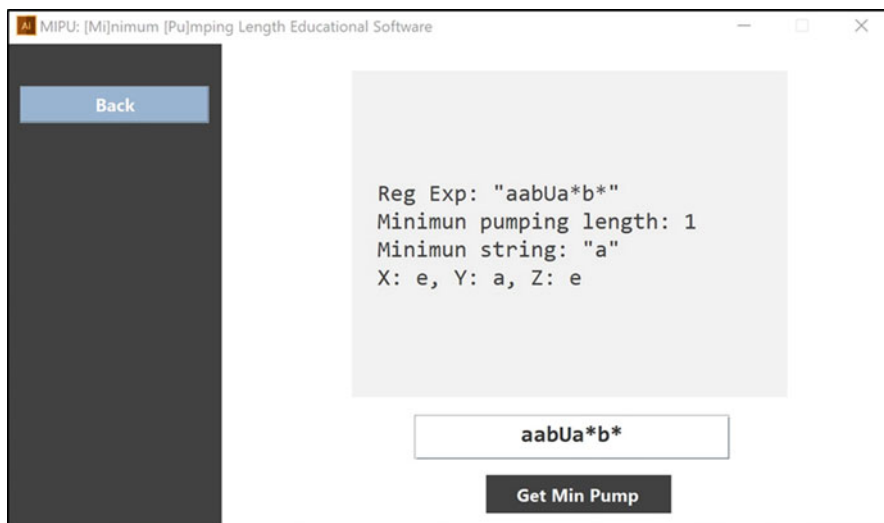 Ai MIPU: [Mi]nimum [Pu]mping Length Educational Software
Back
Reg Exp: "aabUa*b*"
Minimun pumping length: 1
Minimun string: "a"
X: e, Y: a, Z: e
aabUa*b*
Get Min Pump